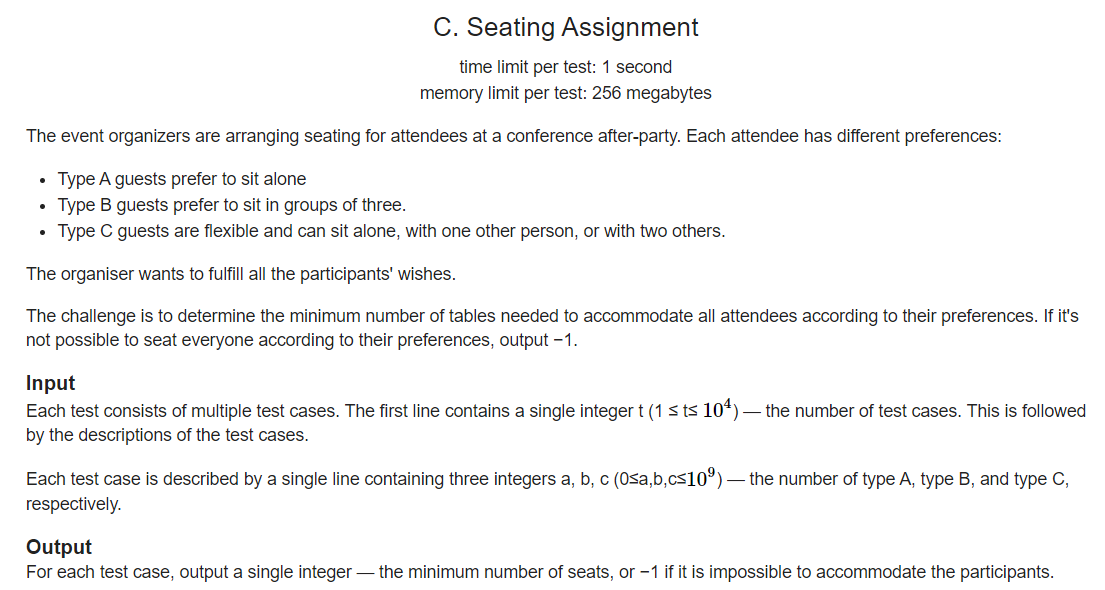 C. Seating Assignment
time limit per test: 1 second
memory limit per test: 256 megabytes
The event organizers are arranging seating for attendees at a conference after-party. Each attendee has different preferences:
• Type A guests prefer to sit alone
• Type B guests prefer to sit in groups of three.
• Type C guests are flexible and can sit alone, with one other person, or with two others.
The organiser wants to fulfill all the participants' wishes.
The challenge is to determine the minimum number of tables needed to accommodate all attendees according to their preferences. If it's
not possible to seat everyone according to their preferences, output −1.
Input
Each test consists of multiple test cases. The first line contains a single integer t (1 ≤ t≤ 10^4) — the number of test cases. This is followed
by the descriptions of the test cases.
Each test case is described by a single line containing three integers a, b, c (0≤a,b,c≤10^9) — the number of type A, type B, and type C,
respectively.
Output
For each test case, output a single integer — the minimum number of seats, or −1 if it is impossible to accommodate the participants.